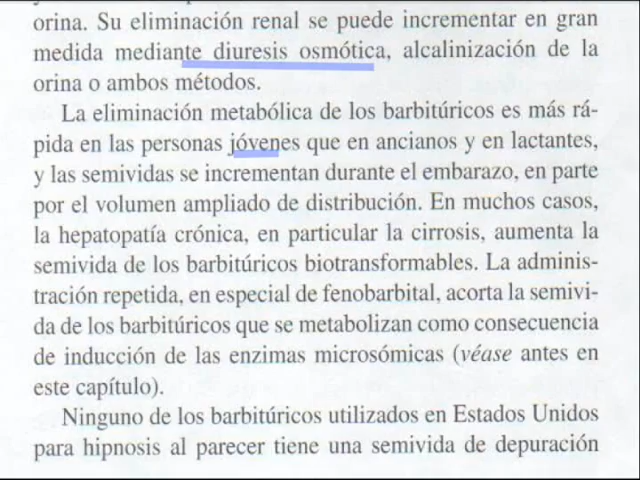 orina. Su eliminación renal se puede incrementar en gran
medida mediante diuresis osmótica, alcalinización de la
orina o ambos métodos.
La eliminación metabólica de los barbitúricos es más rá-
pida en las personas jóvenes que en ancianos y en lactantes,
y las semividas se incrementan durante el embarazo, en parte
por el volumen ampliado de distribución. En muchos casos,
la hepatopatía crónica, en particular la cirrosis, aumenta la
semivida de los barbitúricos biotransformables. La adminis-
tración repetida, en especial de fenobarbital, acorta la semivi-
da de los barbitúricos que se metabolizan como consecuencia
de inducción de las enzimas microsómicas (véase antes en
este capítulo).
Ninguno de los barbitúricos utilizados en Estados Unidos
para hipnosis al parecer tiene una semivida de depuración